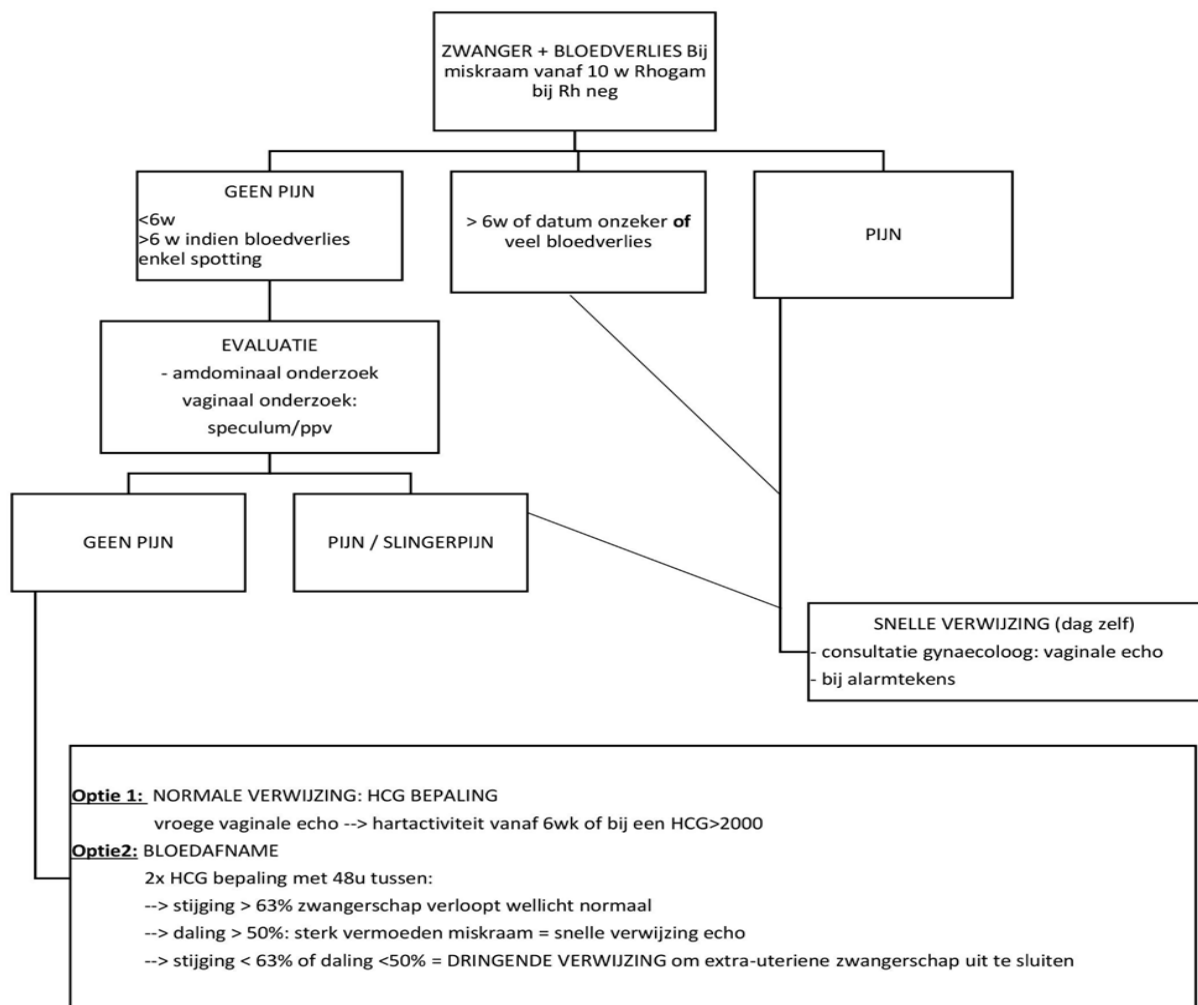 ZWANGER + BLOEDVERLIES Bij
miskraam vanaf 10 w Rhogam
bij Rh neg
GEEN PIJN
<6w
>6 w indien bloedverlies
enkel spotting
> 6w of datum onzeker of
veel bloedverlies
PIJN
EVALUATIE
- amdominaal onderzoek
vaginaal onderzoek:
speculum/ppv
GEEN PIJN
PIJN / SLINGERPIJN
SNELLE VERWIJZING (dag zelf)
- consultatie gynaecoloog: vaginale echo
- bij alarmtekens
Optie 1: NORMALE VERWIJZING: HCG BEPALING
vroege vaginale echo --> hartactiviteit vanaf 6wk of bij een HCG>2000
Optie2: BLOEDAFNAME
2x HCG bepaling met 48u tussen:
--> stijging > 63% zwangerschap verloopt wellicht normaal
--> daling > 50%: sterk vermoeden miskraam = snelle verwijzing echo
--> stijging < 63% of daling <50% = DRINGENDE VERWIJZING om extra-uteriene zwangerschap uit te sluiten